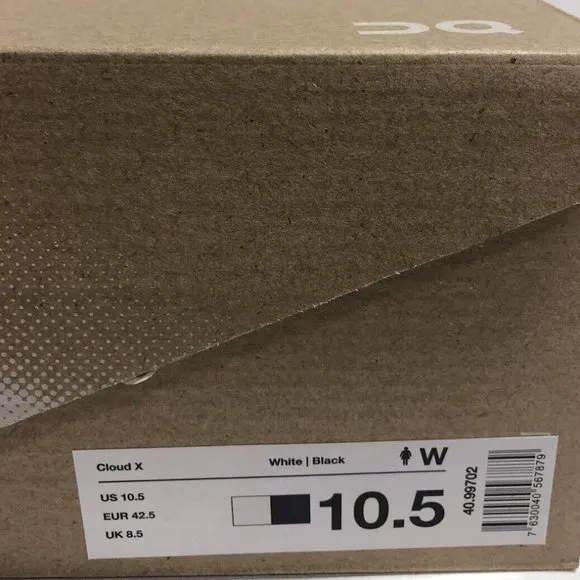 Cloud X
White | Black
W
US 10.5
EUR 42.5
UK 8.5
10.5
40.99702
7 630040 567879